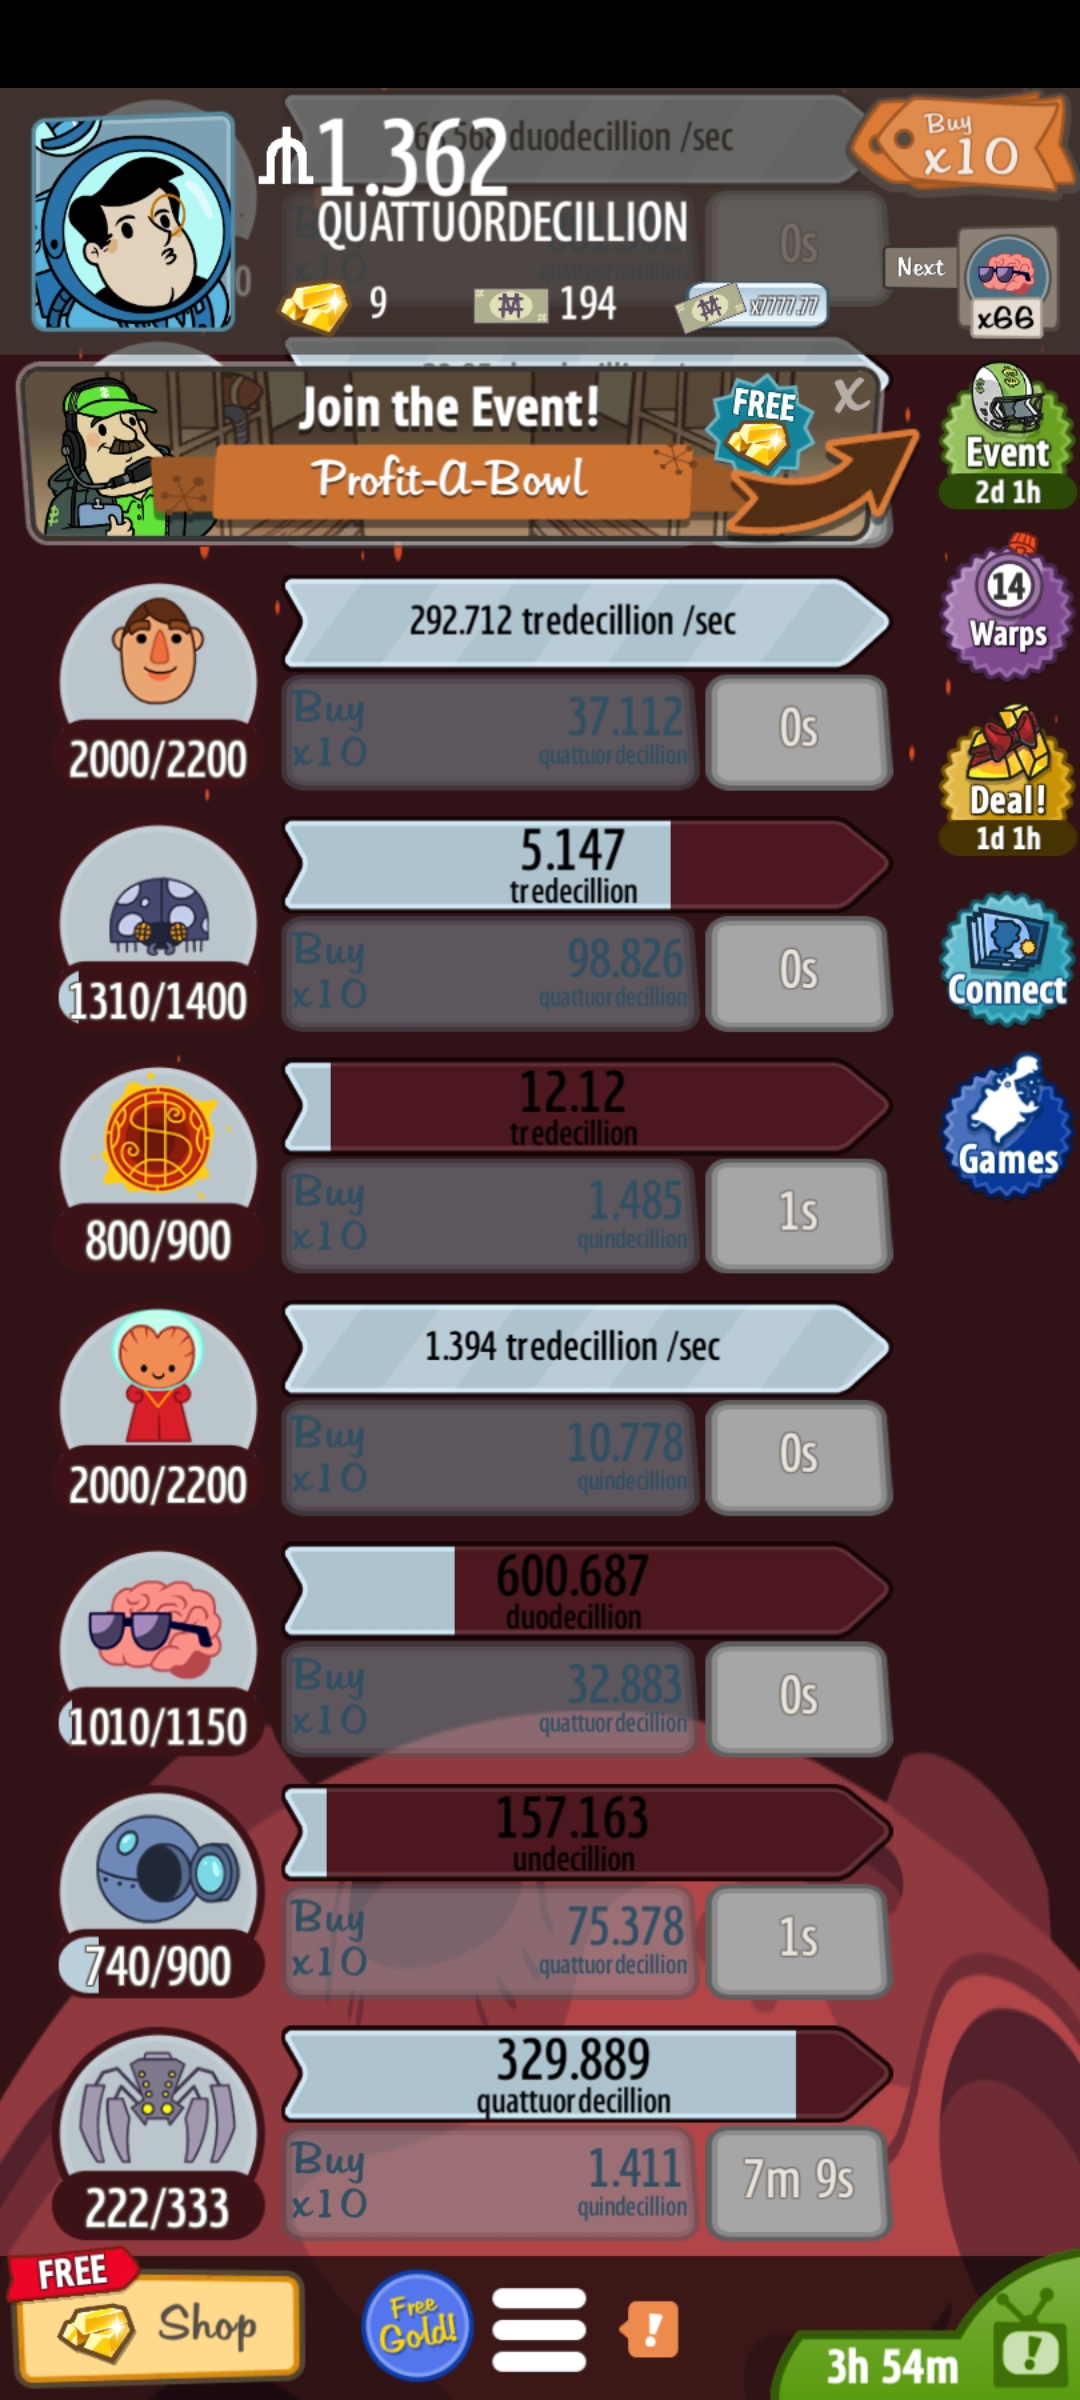 1.362
duodecillion /sec
QUATTUORDECILLION
Buy
x10
0s
quattuordecillion
9
194
x7777.77
Next
x66
Join the Event!
Profit-A-Bowl
FREE
X
Event
2d 1h
292.712 tredecillion /sec
Buy
x10
37.112
quattuordecillion
0s
2000/2200
14
Warps
5.147
tredecillion
Buy
x10
98.826
quattuordecillion
0s
1310/1400
Deal!
1d 1h
12.12
tredecillion
Buy
x10
1.485
quindecillion
1s
800/900
Connect
Games
1.394 tredecillion /sec
Buy
x10
10.778
quindecillion
0s
2000/2200
600.687
duodecillion
Buy
x10
32.883
quattuordecillion
0s
1010/1150
157.163
undecillion
Buy
x10
75.378
quattuordecillion
1s
740/900
329.889
quattuordecillion
Buy
x10
1.411
quindecillion
7m 9s
222/333
FREE
Shop
Free
Gold!
!
3h 54m
!